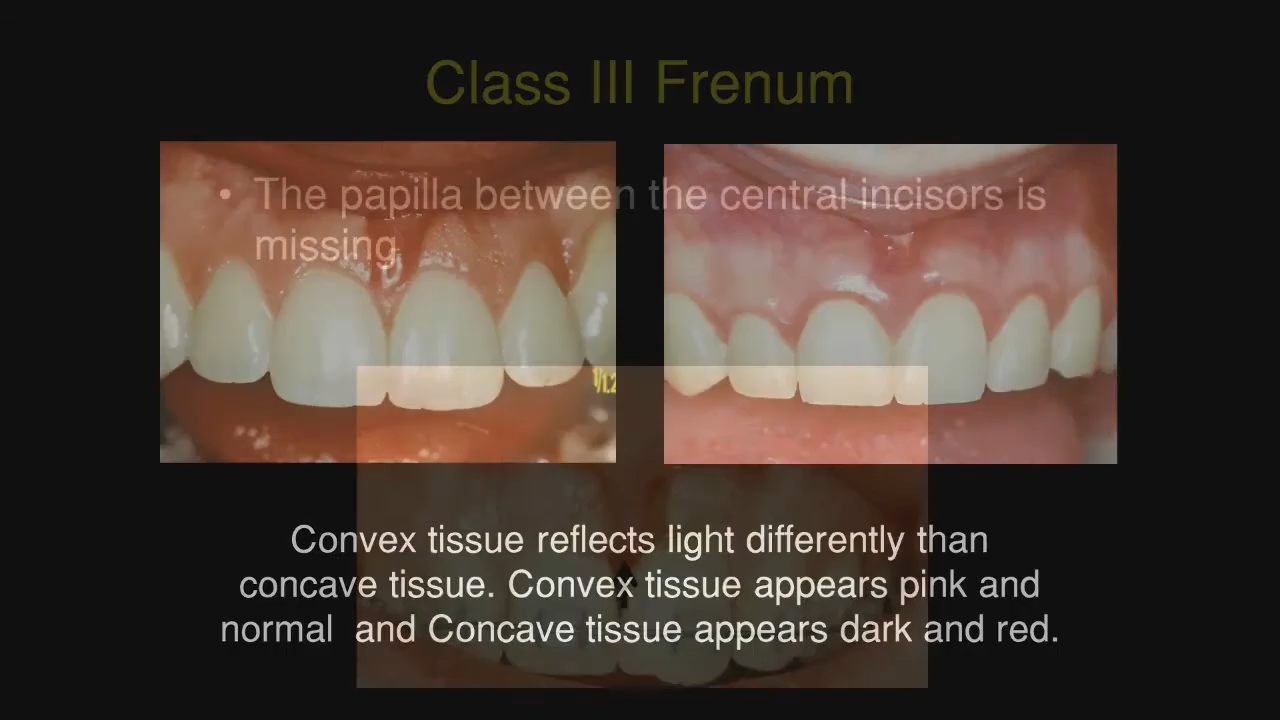 Class III Frenum
• The papilla between the central incisors is
missing
Convex tissue reflects light differently than
concave tissue. Convex tissue appears pink and
normal  and Concave tissue appears dark and red.